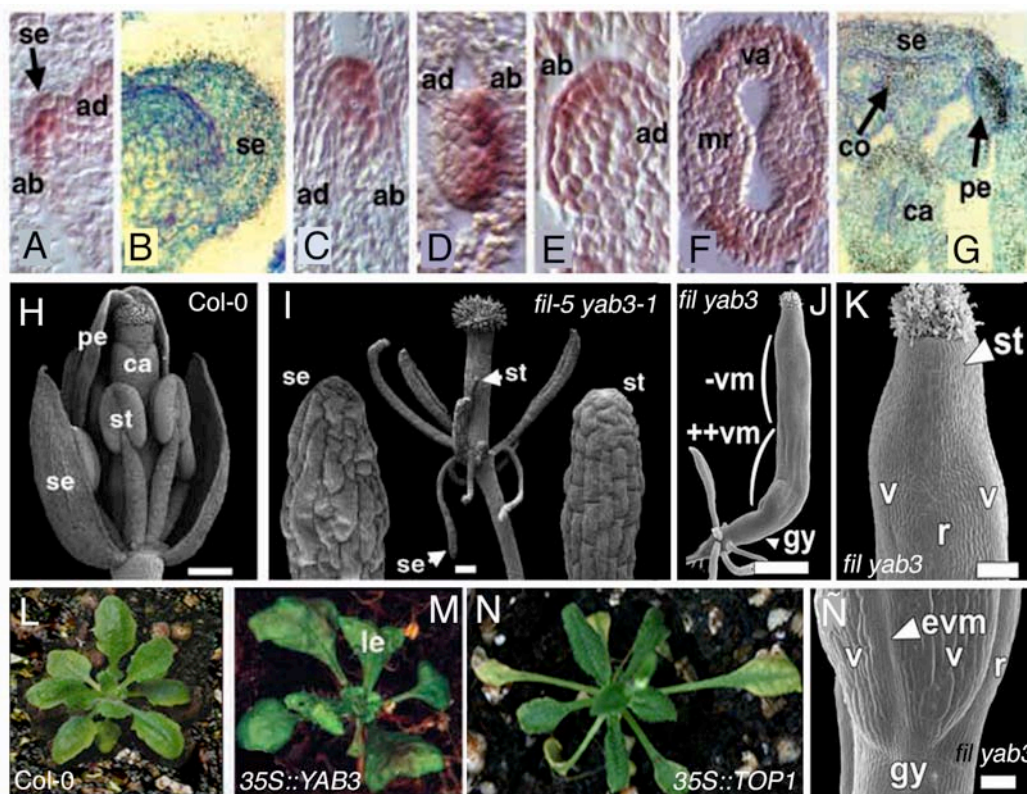 se
ad
ab
A
se
B
ad
ab
C
ad
ab
D
ab
ad
E
va
mr
F
se
co
pe
ca
G
H
Col-0
pe
ca
st
se
I
fil-5 yab3-1
se
st
st
se
fil yab3
J
-vm
++vm
gy
K
st
v
v
r
fil yab3
L
Col-0
M
le
35S::YAB3
N
35S::TOP1
Ñ
evm
v
v
r
fil yab3
gy